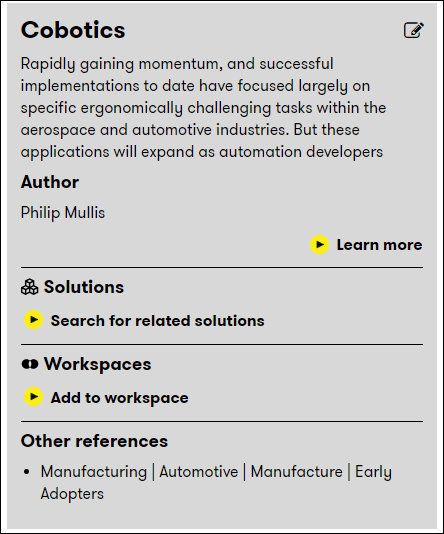 Cobotics
Rapidly gaining momentum, and successful
implementations to date have focused largely on
specific ergonomically challenging tasks within the
aerospace and automotive industries. But these
applications will expand as automation developers
Author
Philip Mullis
Learn more
Solutions
Search for related solutions
Workspaces
Add to workspace
Other references
• Manufacturing | Automotive | Manufacture | Early
Adopters